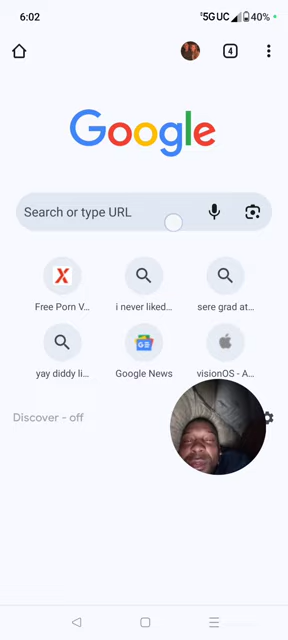 6:02
5G UC 40%
4
Google
Search or type URL
X
Free Porn V...
i never liked...
sere grad at...
yay diddy li...
Google News
visionOS - A...
Discover - off